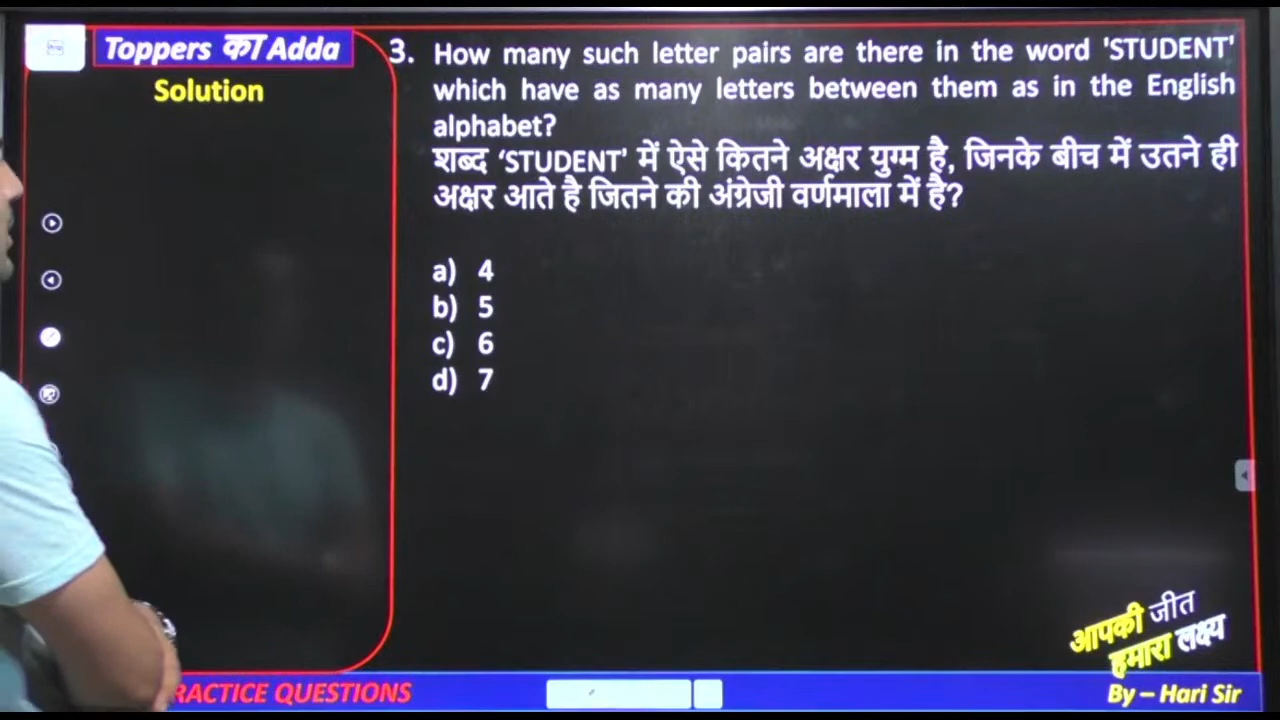 Toppers का Adda
Solution
3. How many such letter pairs are there in the word 'STUDENT'
which have as many letters between them as in the English
alphabet?
शब्द ‘STUDENT’ में ऐसे कितने अक्षर युग्म है, जिनके बीच में उतने ही
अक्षर आते है जितने की अंग्रेजी वर्णमाला में है?
a) 4
b) 5
c) 6
d) 7
आपकी जीत
हमारा लक्ष्य
RACTICE QUESTIONS
By – Hari Sir